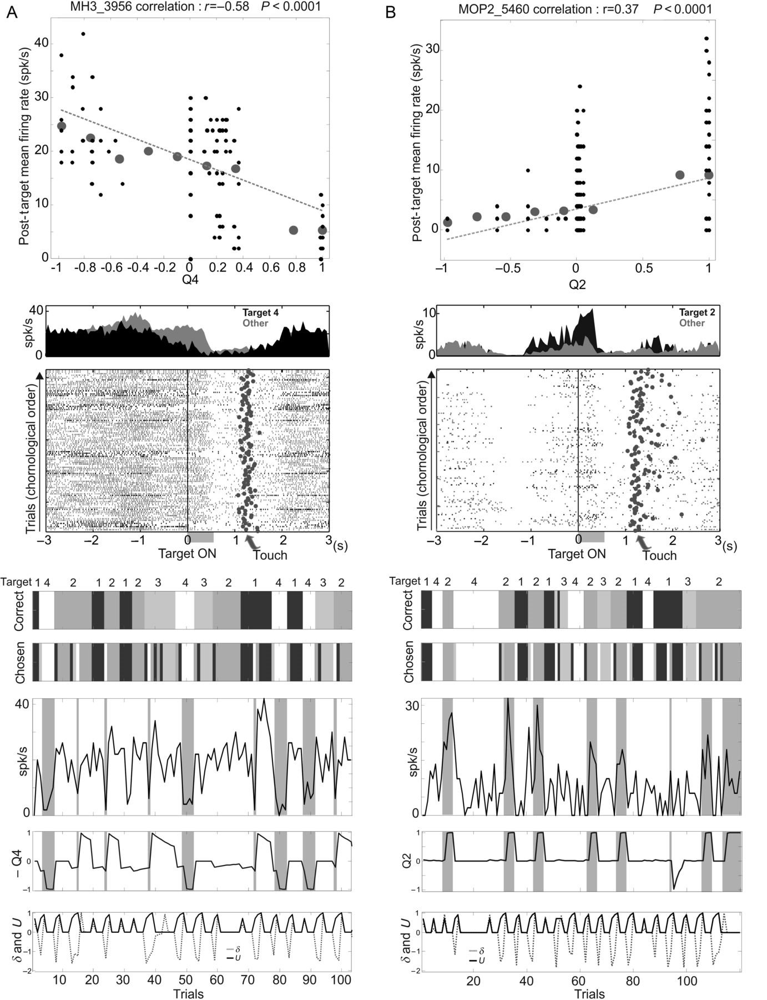 A MH3_3956 correlation : r=−0.58 P < 0.0001
Post-target mean firing rate (spk/s)
40
30
20
10
0
-1 -0.8 -0.6 -0.4 -0.2 0 0.2 0.4 0.6 0.8 1
Q4
40
0
spk/s
Target 4
Other
Trials (chornological order)
−3 −2 −1 0 1 2 3 (s)
Target ON Touch
Target 1 4 2 1 2 1 2 3 4 3 2 1 4 1 4 3 2
Correct
Chosen
40
spk/s
0
1
− Q4 0
−1
1
δ and U 0
−1
−2
δ
U
10 20 30 40 50 60 70 80 90 100
Trials
B MOP2_5460 correlation : r=0.37 P < 0.0001
Post-target mean firing rate (spk/s)
30
20
10
0
−1 −0.5 0 0.5 1
Q2
10
0
spk/s
Target 2
Other
Trials (chornological order)
−3 −2 −1 0 1 2 3 (s)
Target ON Touch
Target 1 4 2 4 2 1 2 1 3 4 2 3 2 1 4 1 3 2
Correct
Chosen
30
spk/s
0
1
Q2 0
−1
1
δ and U 0
−1
−2
δ
U
20 40 60 80 100
Trials